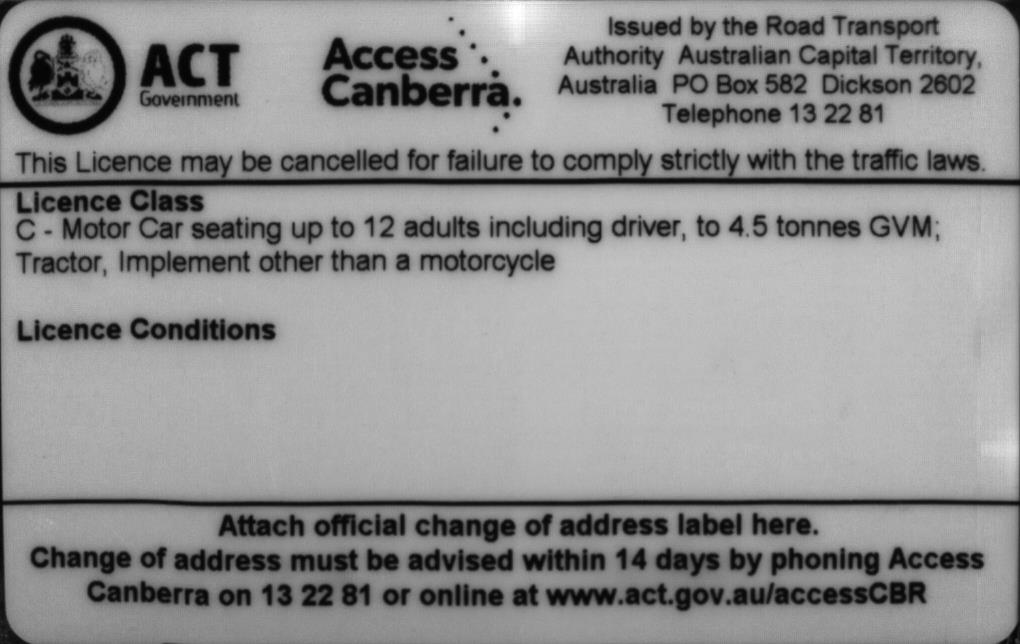 ACT
Government
Access
Canberra.
Issued by the Road Transport
Authority Australian Capital Territory,
Australia PO Box 582 Dickson 2602
Telephone 13 22 81
This Licence may be cancelled for failure to comply strictly with the traffic laws.
Licence Class
C - Motor Car seating up to 12 adults including driver, to 4.5 tonnes GVM;
Tractor, Implement other than a motorcycle
Licence Conditions
Attach official change of address label here.
Change of address must be advised within 14 days by phoning Access
Canberra on 13 22 81 or online at www.act.gov.au/accessCBR